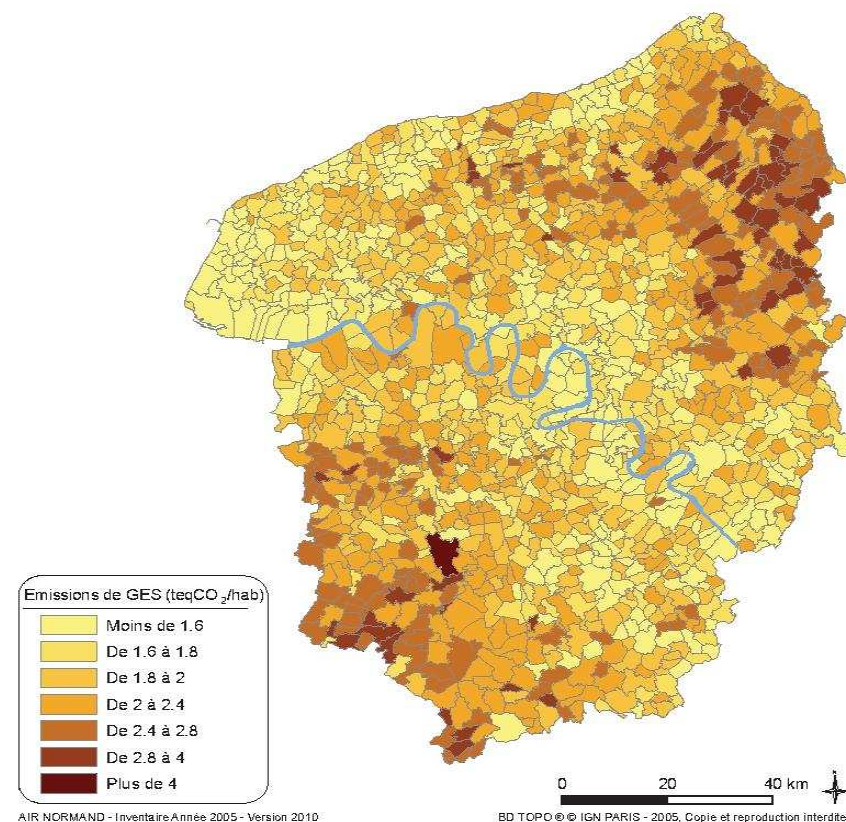 Emissions de GES (teqCO2/hab)
Moins de 1.6
De 1.6 à 1.8
De 1.8 à 2
De 2 à 2.4
De 2.4 à 2.8
De 2.8 à 4
Plus de 4
0 20 40 km
AIR NORMAND - Inventaire Année 2005 - Version 2010
BD TOPO ® © IGN PARIS - 2005, Copie et reproduction interdite